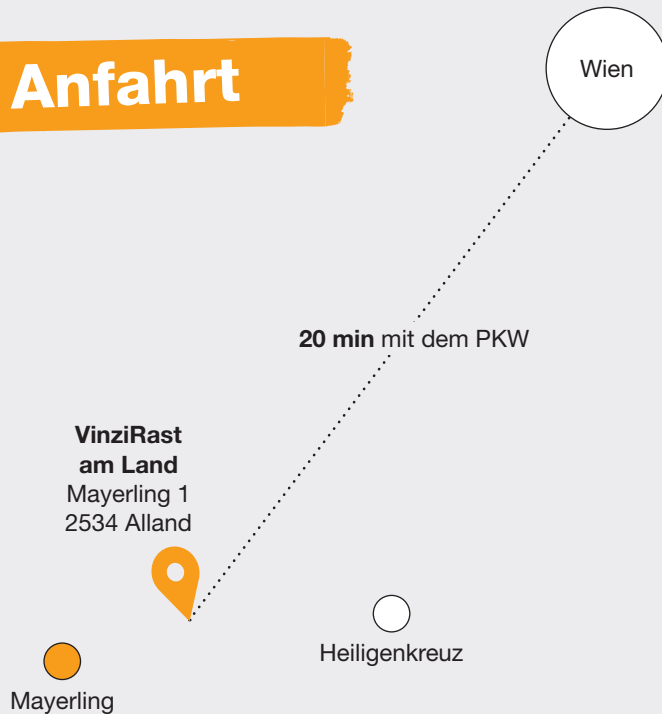 Anfahrt
Wien
20 min mit dem PKW
VinziRast
am Land
Mayerling 1
2534 Alland
Heiligenkreuz
Mayerling